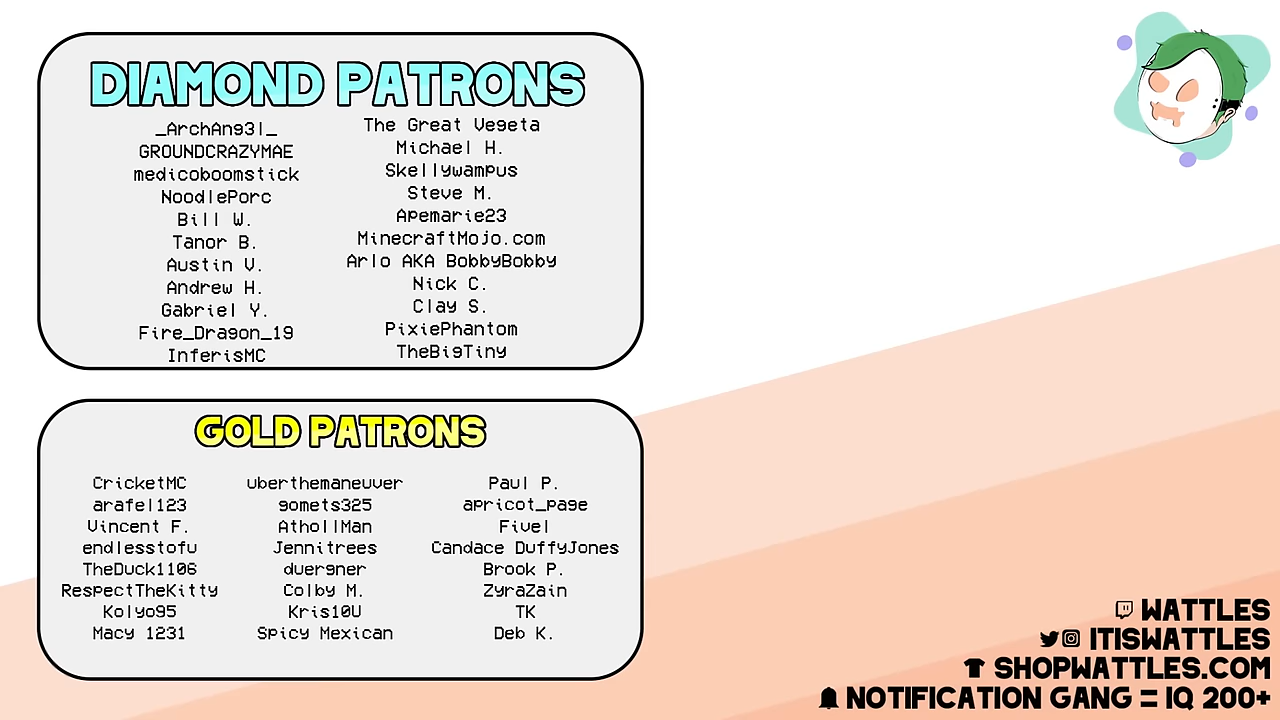 DIAMOND PATRONS
_ArchAng3l_
GROUNDCRAZYMAE
medicoboomstick
NoodlePorc
Bill W.
Tanor B.
Austin V.
Andrew H.
Gabriel Y.
Fire_Dragon_19
InferisMC
The Great Vegeta
Michael H.
Skellywampus
Steve M.
Apemarie23
MinecraftMojo.com
Arlo AKA BobbyBobby
Nick C.
Clay S.
PixiePhantom
TheBigTiny
GOLD PATRONS
CricketMC
arafel123
Vincent F.
endlesstofu
TheDuck1106
RespectTheKitty
Kolyo95
Macy 1231
uberthemaneuver
gomets325
AthollMan
Jennitrees
duergner
Colby M.
Kris10U
Spicy Mexican
Paul P.
apricot_page
Fivel
Candace DuffyJones
Brook P.
ZyraZain
TK
Deb K.
WATTLES
ITISWATTLES
SHOPWATTLES.COM
NOTIFICATION GANG = IQ 200+